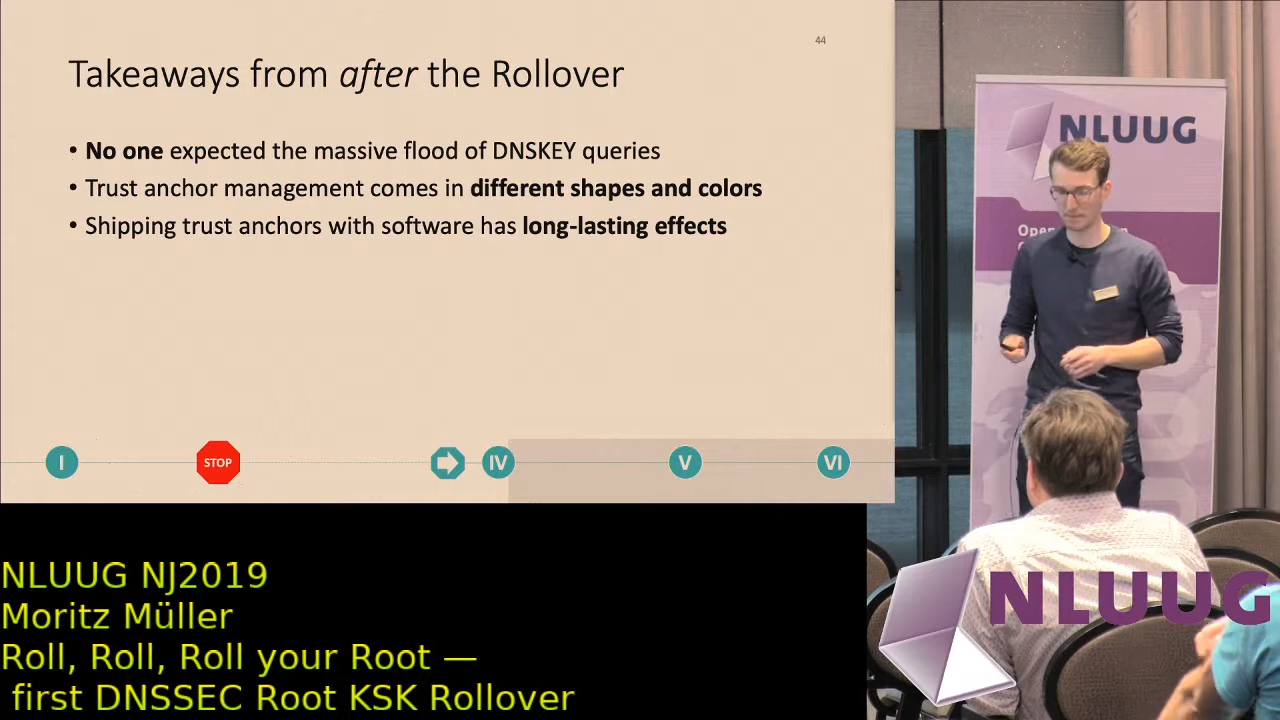 44
Takeaways from after the Rollover
• No one expected the massive flood of DNSKEY queries
• Trust anchor management comes in different shapes and colors
• Shipping trust anchors with software has long-lasting effects
I
STOP
IV
V
VI
NLUUG
Open
NLUUG NJ2019
Moritz Müller
Roll, Roll, Roll your Root —
first DNSSEC Root KSK Rollover
NLUUG